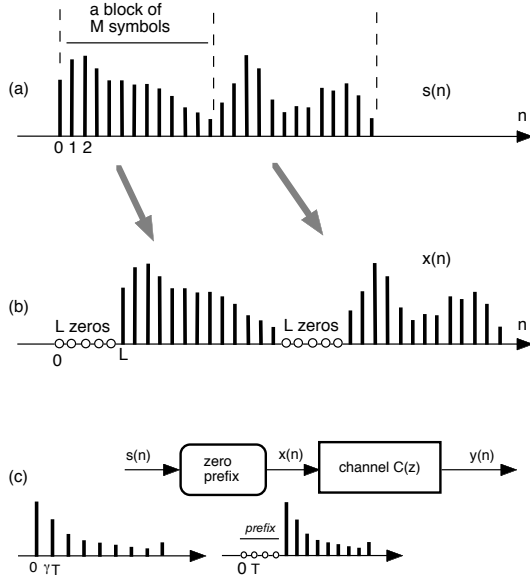 a block of
M symbols
(a)
s(n)
n
0 1 2
x(n)
(b)
L zeros
L zeros
n
0
L
s(n)
zero
prefix
x(n)
channel C(z)
y(n)
(c)
prefix
0 γT
0 T